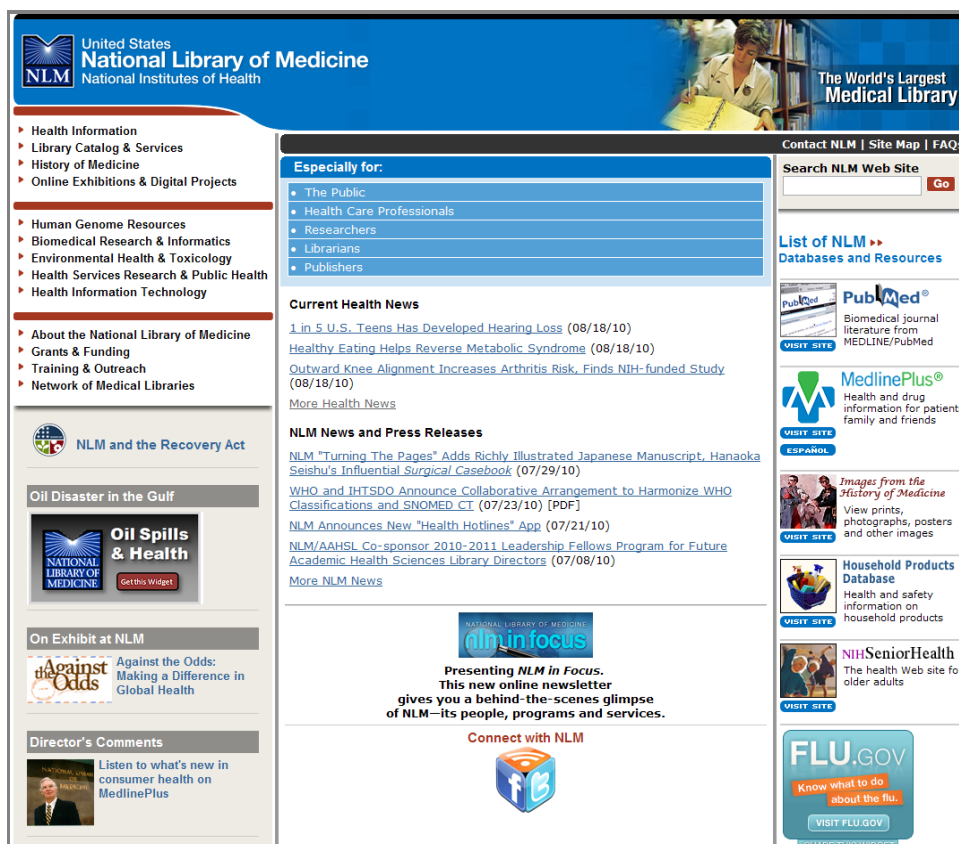 United States
National Library of Medicine
National Institutes of Health
NLM
The World's Largest
Medical Library
Health Information
Library Catalog & Services
History of Medicine
Online Exhibitions & Digital Projects
Human Genome Resources
Biomedical Research & Informatics
Environmental Health & Toxicology
Health Services Research & Public Health
Health Information Technology
About the National Library of Medicine
Grants & Funding
Training & Outreach
Network of Medical Libraries
NLM and the Recovery Act
Oil Disaster in the Gulf
Oil Spills
& Health
NATIONAL
LIBRARY OF
MEDICINE
Get this Widget
On Exhibit at NLM
Against
the Odds
Against the Odds:
Making a Difference in
Global Health
Director's Comments
Listen to what's new in
consumer health on
MedlinePlus
Especially for:
The Public
Health Care Professionals
Researchers
Librarians
Publishers
Current Health News
1 in 5 U.S. Teens Has Developed Hearing Loss (08/18/10)
Healthy Eating Helps Reverse Metabolic Syndrome (08/18/10)
Outward Knee Alignment Increases Arthritis Risk, Finds NIH-funded Study
(08/18/10)
More Health News
NLM News and Press Releases
NLM "Turning The Pages" Adds Richly Illustrated Japanese Manuscript, Hanaoka
Seishu's Influential Surgical Casebook (07/29/10)
WHO and IHTSDO Announce Collaborative Arrangement to Harmonize WHO
Classifications and SNOMED CT (07/23/10) [PDF]
NLM Announces New "Health Hotlines" App (07/21/10)
NLM/AAHSL Co-sponsor 2010-2011 Leadership Fellows Program for Future
Academic Health Sciences Library Directors (07/08/10)
More NLM News
NATIONAL LIBRARY OF MEDICINE
nlm in focus
Presenting NLM in Focus.
This new online newsletter
gives you a behind-the-scenes glimpse
of NLM—its people, programs and services.
Connect with NLM
Contact NLM | Site Map | FAQs
Search NLM Web Site
Go
List of NLM
Databases and Resources
PubMed
VISIT SITE
PubMed®
Biomedical journal
literature from
MEDLINE/PubMed
VISIT SITE
ESPAÑOL
MedlinePlus®
Health and drug
information for patient
family and friends
VISIT SITE
Images from the
History of Medicine
View prints,
photographs, posters
and other images
VISIT SITE
Household Products
Database
Health and safety
information on
household products
VISIT SITE
NIHSeniorHealth
The health Web site fo
older adults
FLU.GOV
Know what to do
about the flu.
VISIT FLU.GOV